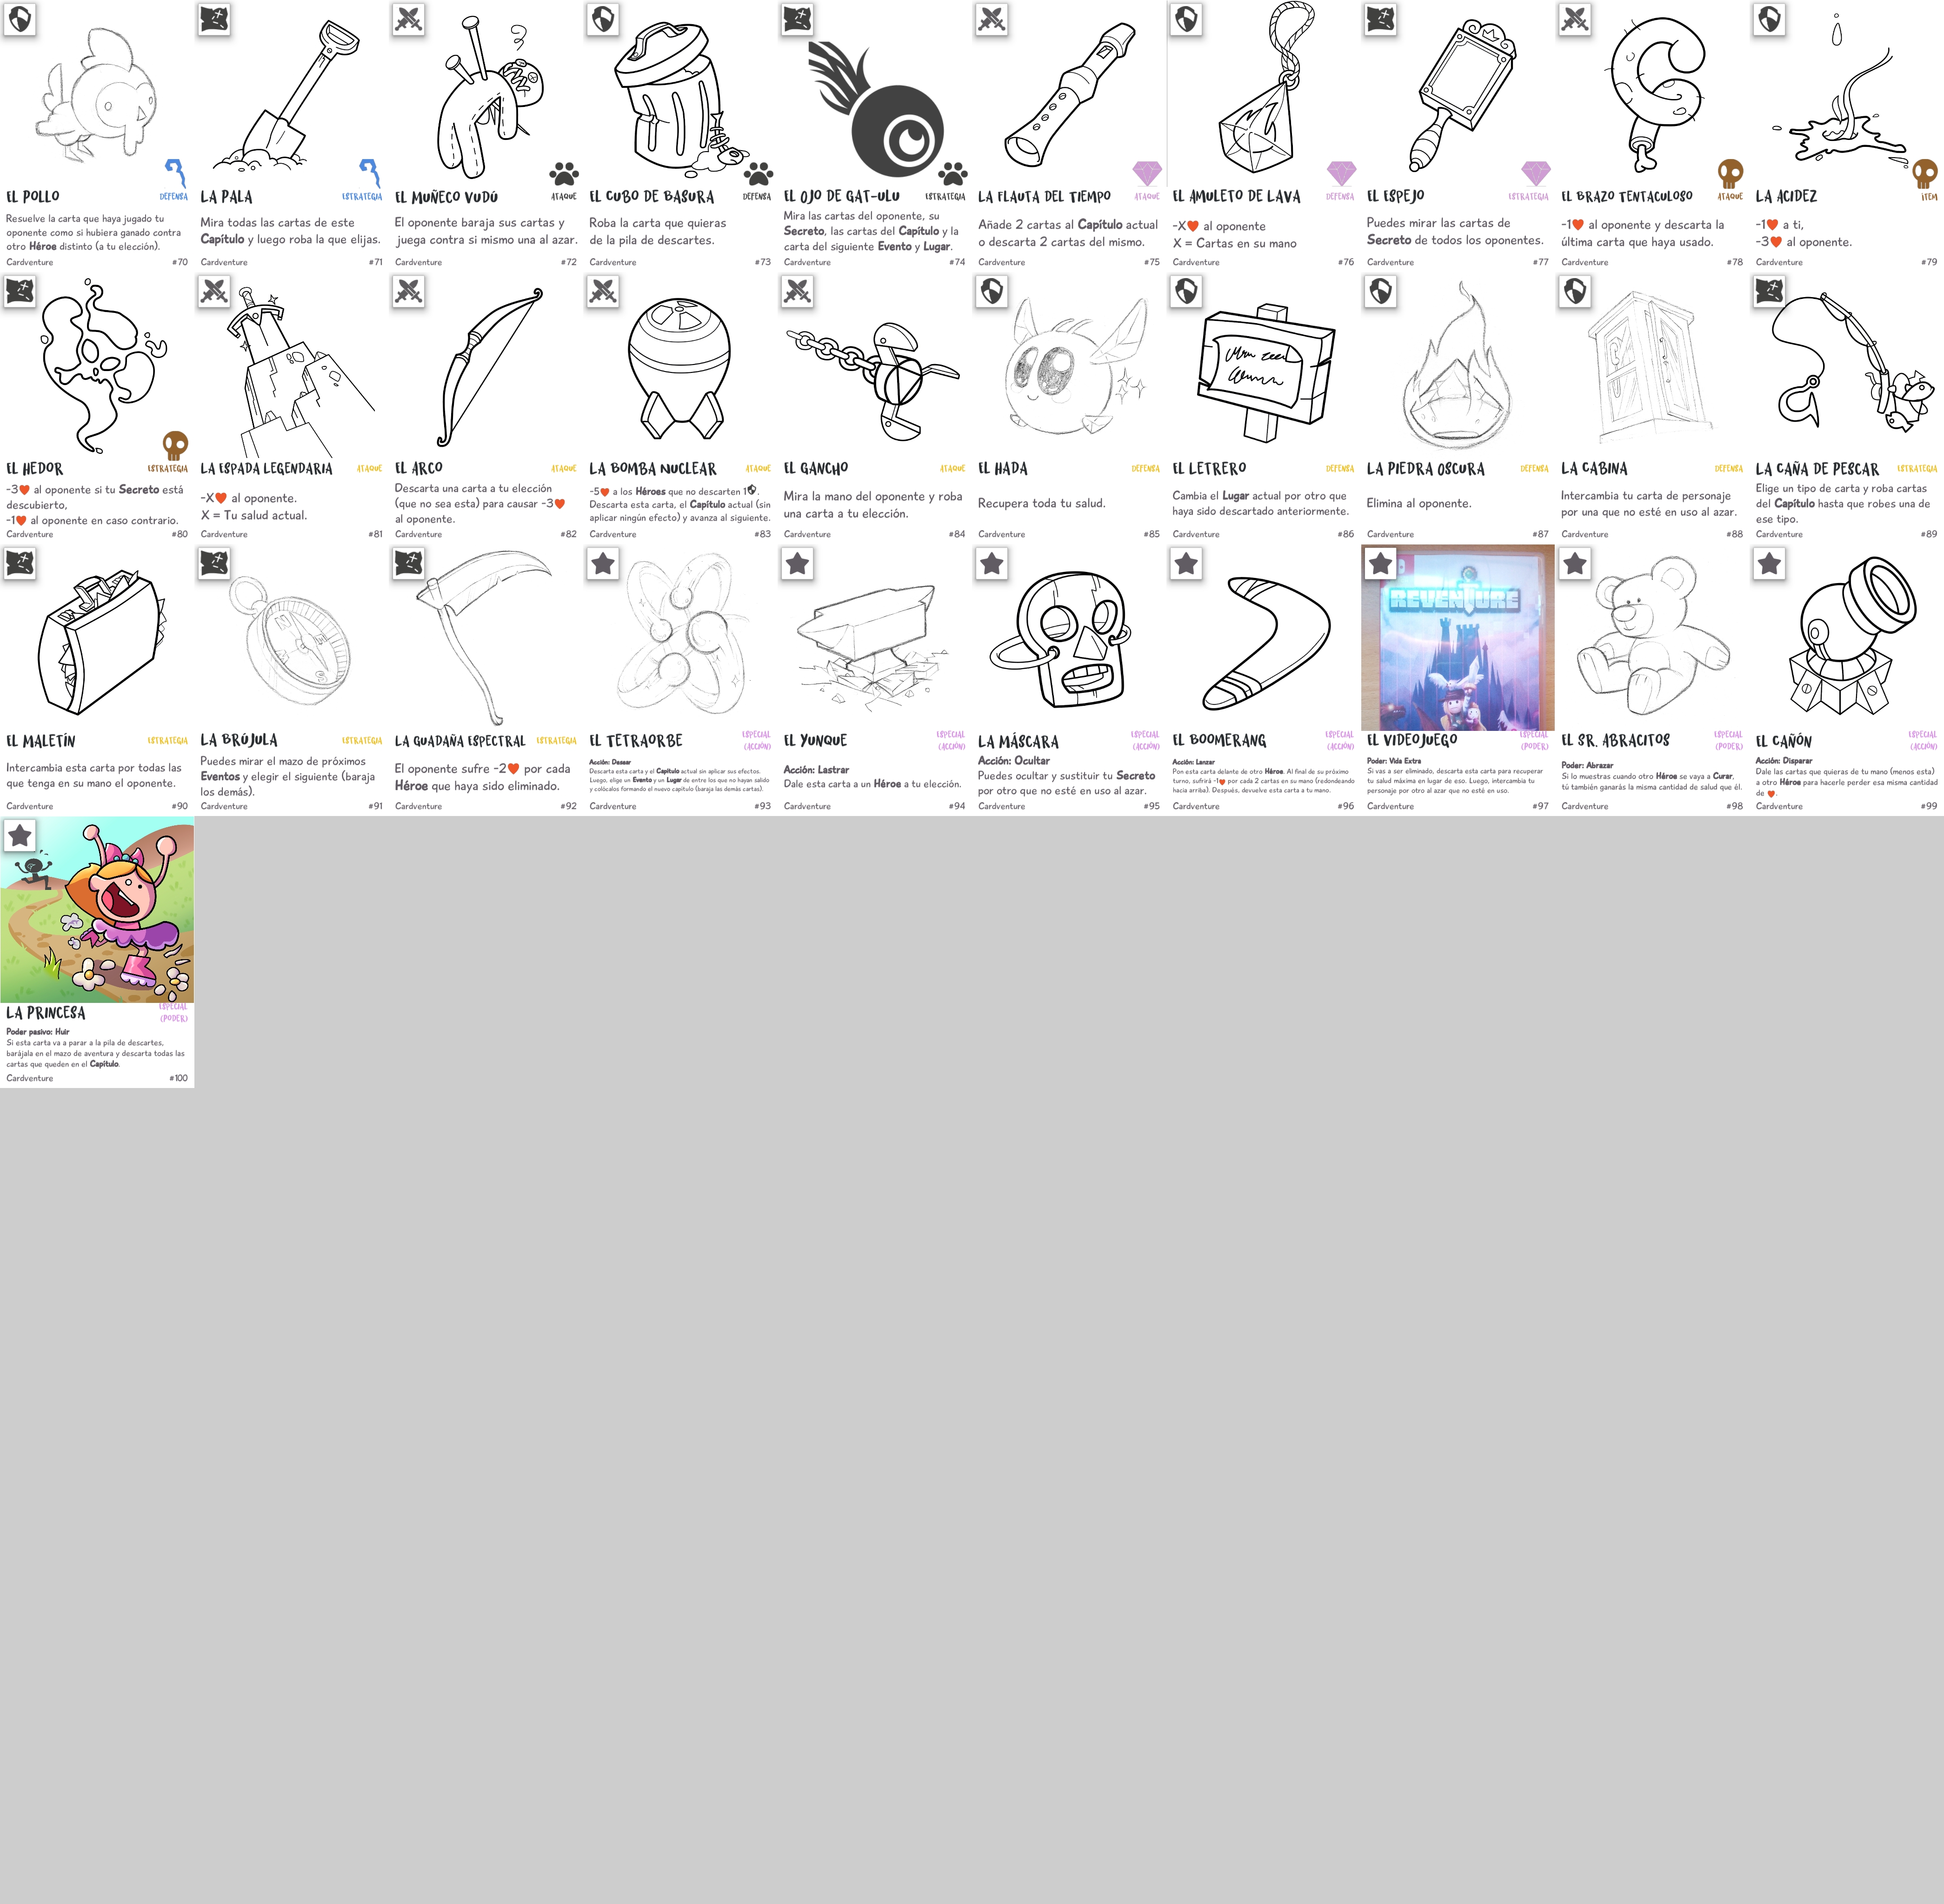 EL POLLO
DEFENSA
Resuelve la carta que haya jugado tu
oponente como si hubiera ganado contra
otro Héroe distinto (a tu elección).
Cardventure #70
LA PALA
ESTRATEGIA
Mira todas las cartas de este
Capítulo y luego roba la que elijas.
Cardventure #71
EL MUÑECO VUDÚ
ATAQUE
El oponente baraja sus cartas y
juega contra si mismo una al azar.
Cardventure #72
EL CUBO DE BASURA
DEFENSA
Roba la carta que quieras
de la pila de descartes.
Cardventure #73
EL OJO DE GAT-ULU
ESTRATEGIA
Mira las cartas del oponente, su
Secreto, las cartas del Capítulo y la
carta del siguiente Evento y Lugar.
Cardventure #74
LA FLAUTA DEL TIEMPO
ATAQUE
Añade 2 cartas al Capítulo actual
o descarta 2 cartas del mismo.
Cardventure #75
EL AMULETO DE LAVA
DEFENSA
-X♥ al oponente
X = Cartas en su mano
Cardventure #76
EL ESPEJO
ESTRATEGIA
Puedes mirar las cartas de
Secreto de todos los oponentes.
Cardventure #77
EL BRAZO TENTACULOSO
ATAQUE
-1♥ al oponente y descarta la
última carta que haya usado.
Cardventure #78
LA ACIDEZ
ITEM
-1♥ a ti,
-3♥ al oponente.
Cardventure #79
EL HEDOR
ESTRATEGIA
-3♥ al oponente si tu Secreto está
descubierto,
-1♥ al oponente en caso contrario.
Cardventure #80
LA ESPADA LEGENDARIA
ATAQUE
-X♥ al oponente.
X = Tu salud actual.
Cardventure #81
EL ARCO
ATAQUE
Descarta una carta a tu elección
(que no sea esta) para causar -3♥
al oponente.
Cardventure #82
LA BOMBA NUCLEAR
ATAQUE
-5♥ a los Héroes que no descarten 1.
Descarta esta carta, el Capítulo actual (sin
aplicar ningún efecto) y avanza al siguiente.
Cardventure #83
EL GANCHO
ATAQUE
Mira la mano del oponente y roba
una carta a tu elección.
Cardventure #84
EL HADA
DEFENSA
Recupera toda tu salud.
Cardventure #85
EL LETRERO
DEFENSA
Cambia el Lugar actual por otro que
haya sido descartado anteriormente.
Cardventure #86
LA PIEDRA OSCURA
DEFENSA
Elimina al oponente.
Cardventure #87
LA CABINA
DEFENSA
Intercambia tu carta de personaje
por una que no esté en uso al azar.
Cardventure #88
LA CAÑA DE PESCAR
ESTRATEGIA
Elige un tipo de carta y roba cartas
del Capítulo hasta que robes una de
ese tipo.
Cardventure #89
EL MALETÍN
ESTRATEGIA
Intercambia esta carta por todas las
que tenga en su mano el oponente.
Cardventure #90
LA BRÚJULA
ESTRATEGIA
Puedes mirar el mazo de próximos
Eventos y elegir el siguiente (baraja
los demás).
Cardventure #91
LA GUADAÑA ESPECTRAL
ESTRATEGIA
El oponente sufre -2♥ por cada
Héroe que haya sido eliminado.
Cardventure #92
EL TETRAORBE
ESPECIAL
(ACCIÓN)
Acción: Desear
Descarta esta carta y el Capítulo actual sin aplicar sus efectos.
Luego, elige un Evento y un Lugar de entre los que no hayan salido
y colócalos formando el nuevo capítulo (baraja las demás cartas).
Cardventure #93
EL YUNQUE
ESPECIAL
(ACCIÓN)
Acción: Lastrar
Dale esta carta a un Héroe a tu elección.
Cardventure #94
LA MÁSCARA
ESPECIAL
(ACCIÓN)
Acción: Ocultar
Puedes ocultar y sustituir tu Secreto
por otro que no esté en uso al azar.
Cardventure #95
EL BOOMERANG
ESPECIAL
(ACCIÓN)
Acción: Lanzar
Pon esta carta delante de otro Héroe. Al final de su próximo
turno, sufrirá -1♥ por cada 2 cartas en su mano (redondeando
hacia arriba). Después, devuelve esta carta a tu mano.
Cardventure #96
REVENTURE
EL VIDEOJUEGO
ESPECIAL
(PODER)
Poder: Vida Extra
Si vas a ser eliminado, descarta esta carta para recuperar
tu salud máxima en lugar de eso. Luego, intercambia tu
personaje por otro al azar que no esté en uso.
Cardventure #97
EL SR. ABRACITOS
ESPECIAL
(PODER)
Poder: Abrazar
Si lo muestras cuando otro Héroe se vaya a Curar,
tú también ganarás la misma cantidad de salud que él.
Cardventure #98
EL CAÑÓN
ESPECIAL
(ACCIÓN)
Acción: Disparar
Dale las cartas que quieras de tu mano (menos esta)
a otro Héroe para hacerle perder esa misma cantidad
de ♥.
Cardventure #99
LA PRINCESA
ESPECIAL
(PODER)
Poder pasivo: Huir
Si esta carta va a parar a la pila de descartes,
barájala en el mazo de aventura y descarta todas las
cartas que queden en el Capítulo.
Cardventure #100